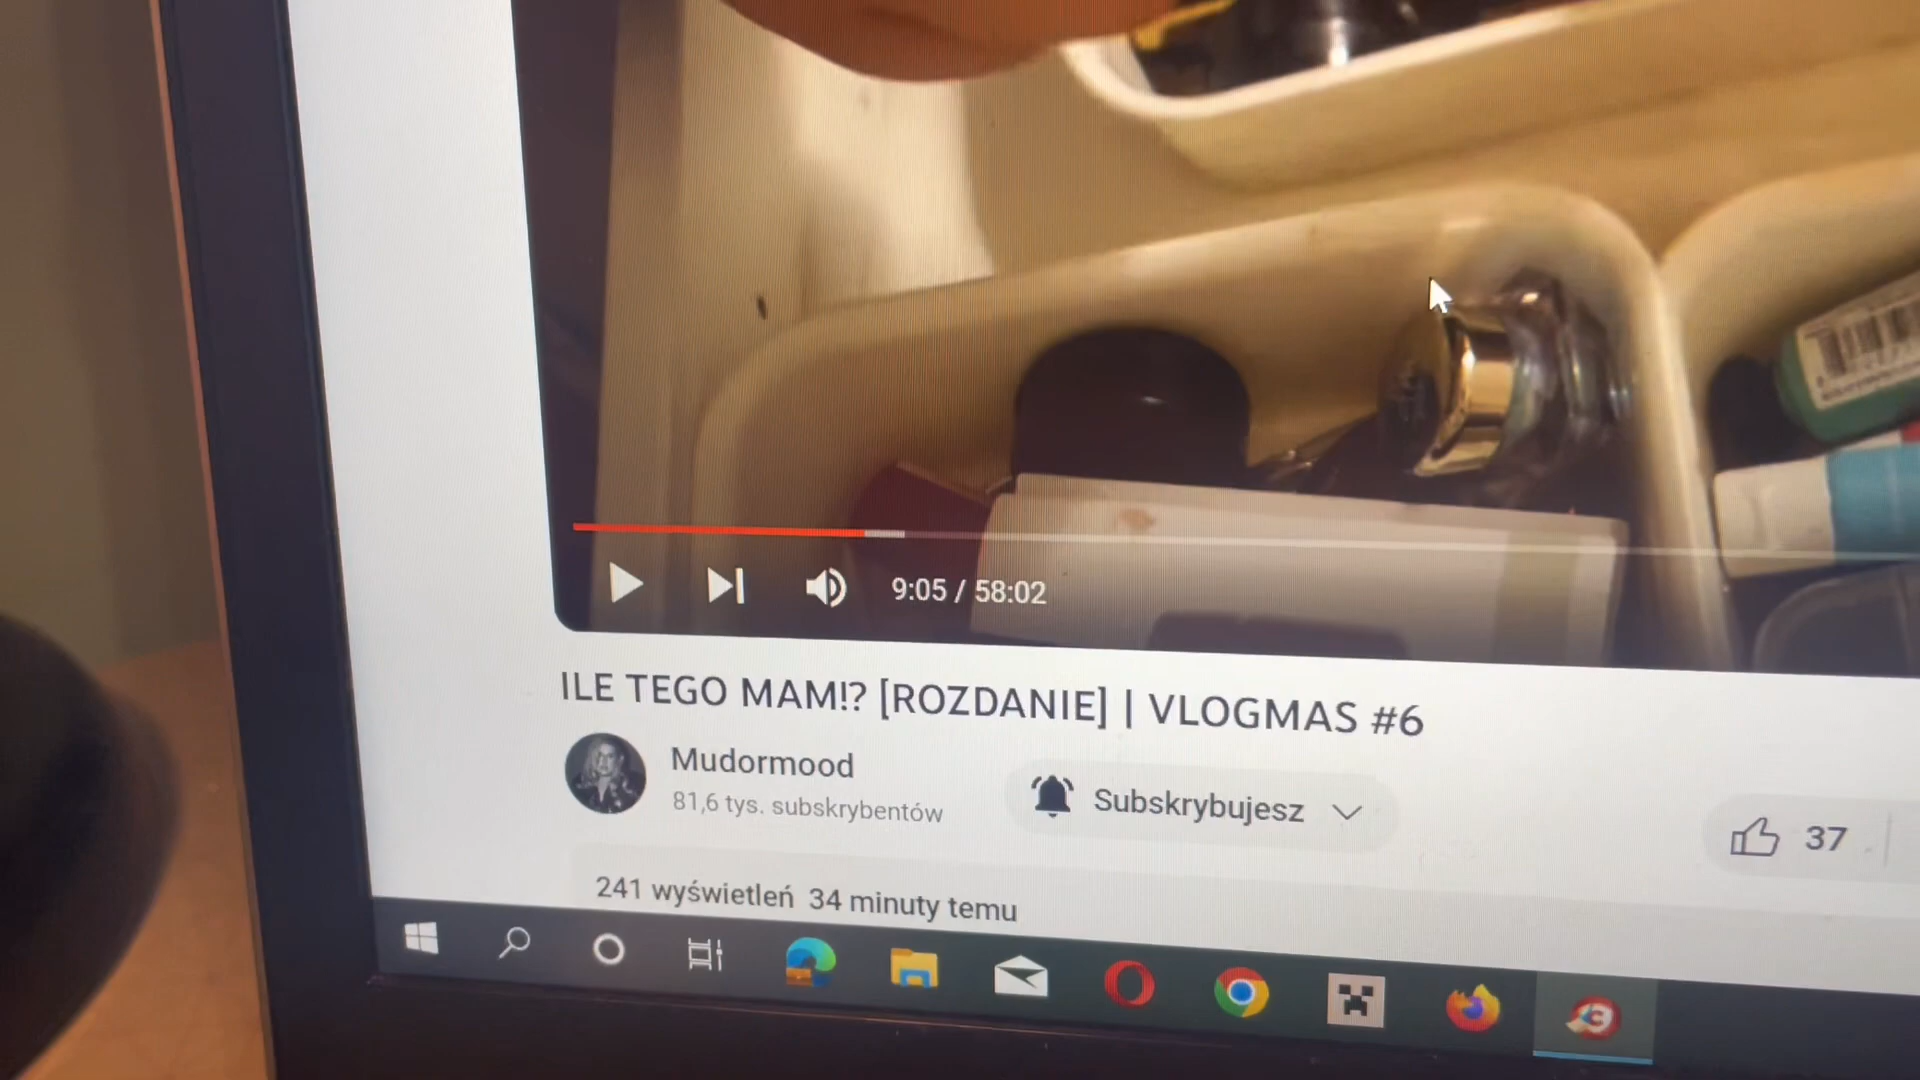 9:05 / 58:02
ILE TEGO MAM!? [ROZDANIE] | VLOGMAS #6
Mudormood
81,6 tys. subskrybentów
Subskrybujesz
37
241 wyświetleń 34 minuty temu